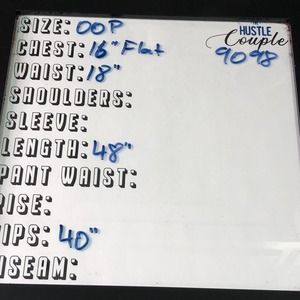 SIZE: 00P
THE
HUSTLE
Couple
CHEST: 16" Flat
9098
WAIST: 18"
SHOULDERS:
SLEEVE:
LENGTH: 48"
PANT WAIST:
RISE:
HIPS: 40"
INSEAM: